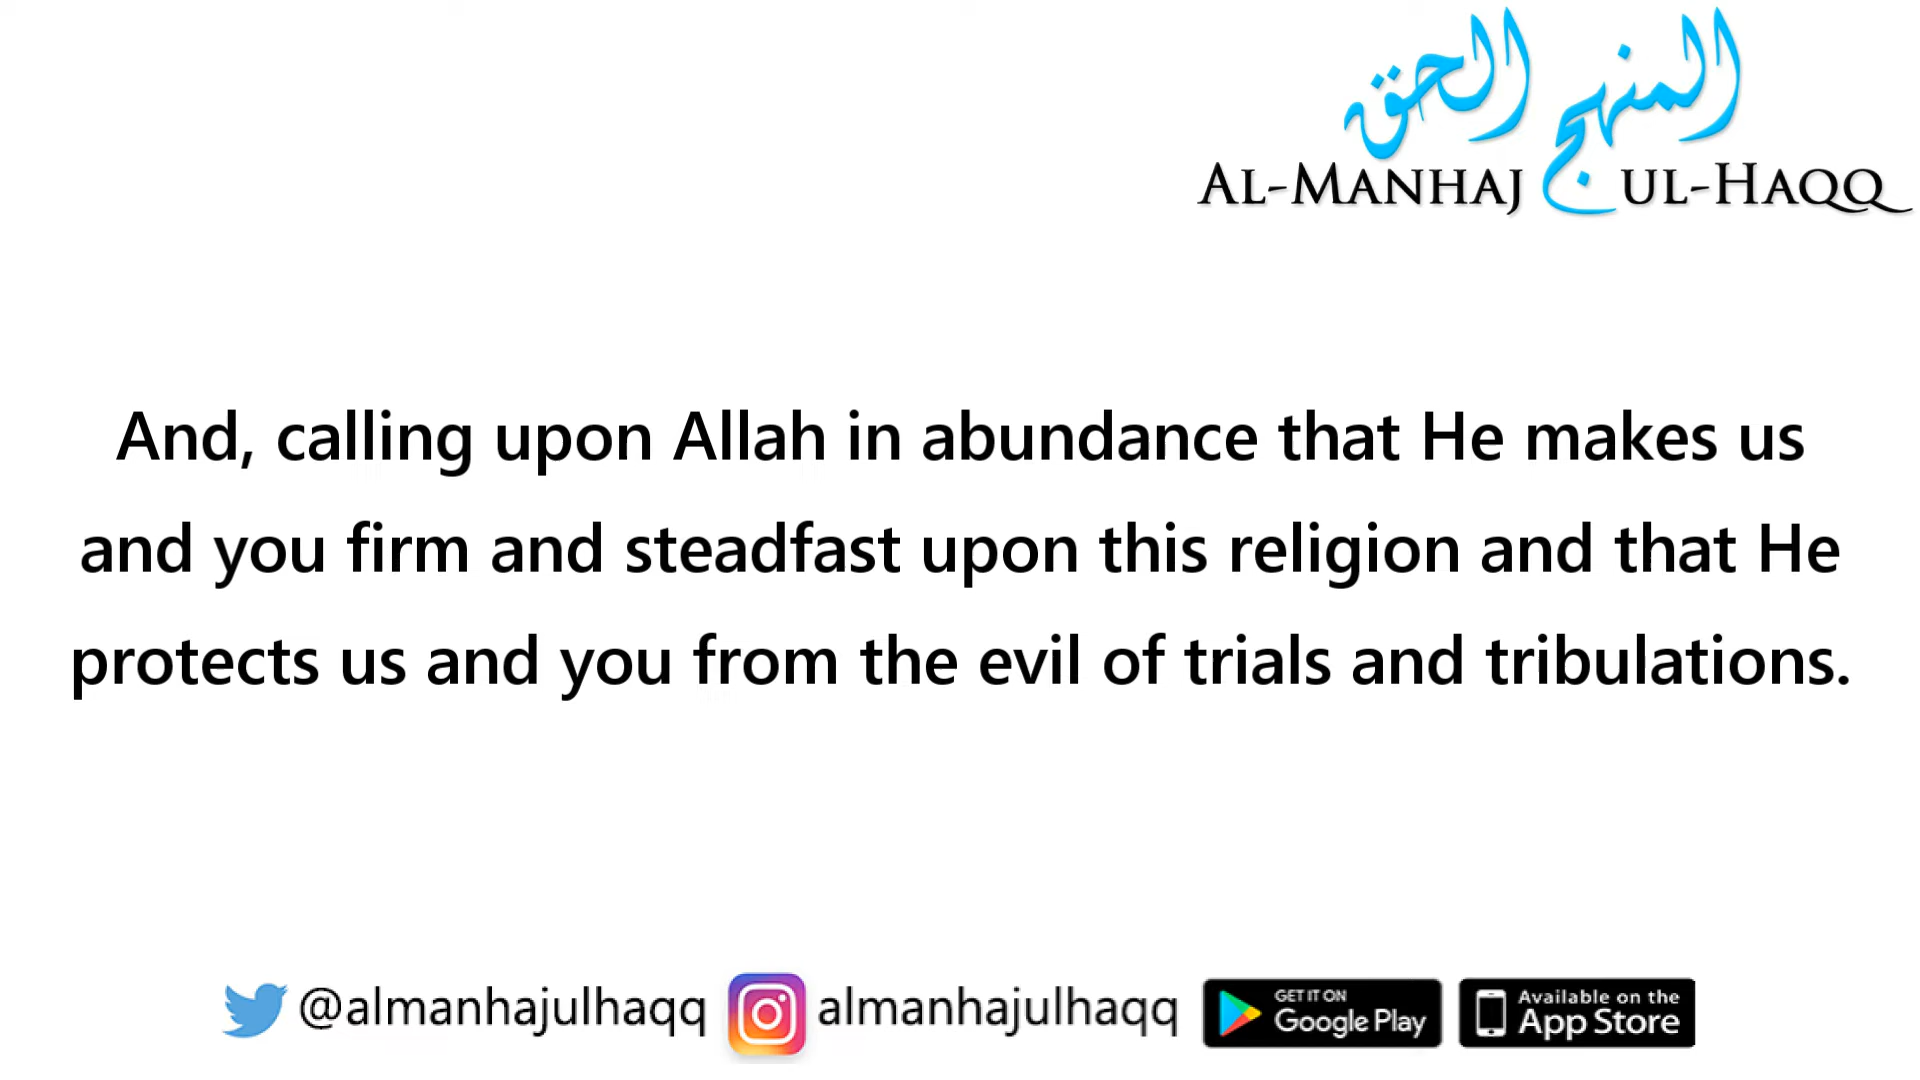 المنهج الحق
AL-MANHAJ UL-HAQQ
And, calling upon Allah in abundance that He makes us
and you firm and steadfast upon this religion and that He
protects us and you from the evil of trials and tribulations.
@almanhajulhaqq almanhajulhaqq GET IT ON Google Play Available on the App Store